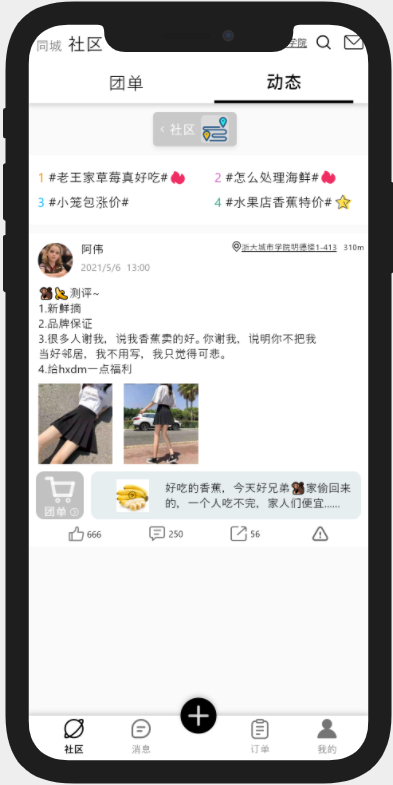 同城 社区 学院
团单 动态
社区
1 #老王家草莓真好吃#
2 #怎么处理海鲜#
3 #小笼包涨价#
4 #水果店香蕉特价#
阿伟
浙大城市学院明德楼1-413 310m
2021/5/6 13:00
测评~
1.新鲜摘
2.品牌保证
3.很多人谢我，说我香蕉卖的好。你谢我，说明你不把我
当好邻居，我不用写，我只觉得可悲。
4.给hxdm一点福利
团单
好吃的香蕉，今天好兄弟家偷回来
的，一个人吃不完，家人们便宜......
666 250 56
社区 消息 订单 我的